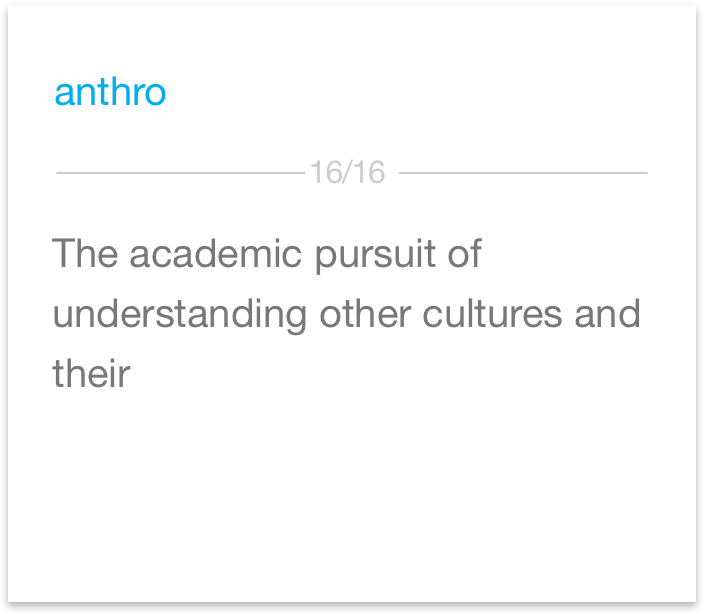 anthro
16/16
The academic pursuit of
understanding other cultures and
their